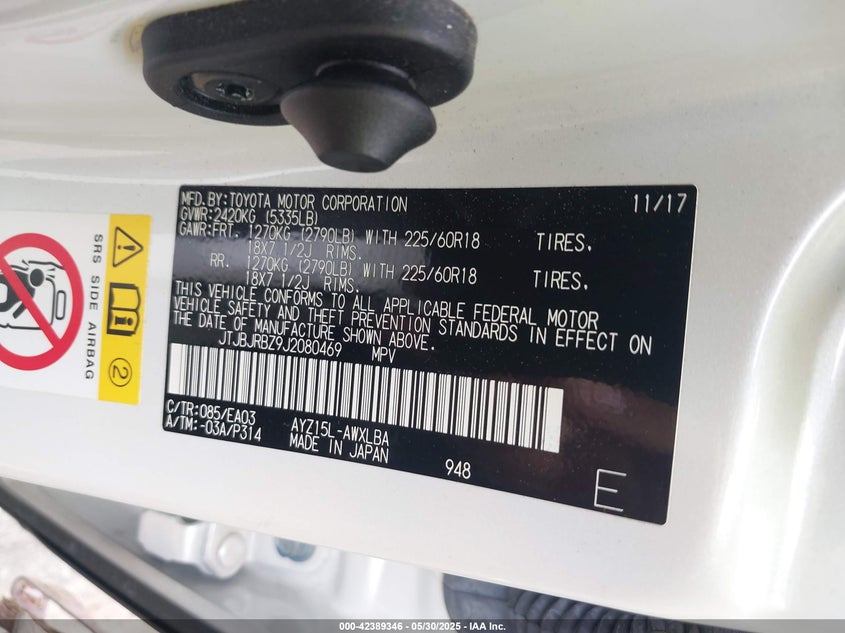 MFD.BY:TOYOTA MOTOR CORPORATION 11/17
GVWR:2420KG (5335LB)
GAWR:FRT. 1270KG (2790LB) WITH 225/60R18 TIRES.
18X7 1/2J RIMS.
RR. 1270KG (2790LB) WITH 225/60R18 TIRES.
18X7 1/2J RIMS.
THIS VEHICLE CONFORMS TO ALL APPLICABLE FEDERAL MOTOR
VEHICLE SAFETY AND THEFT PREVENTION STANDARDS IN EFFECT ON
THE DATE OF MANUFACTURE SHOWN ABOVE.
JTJBJRBZ9J2080469 MPV
C/TR:085/EA03 AYZ15L-AWXLBA
A/TM:-03A/P314 MADE IN JAPAN 948
E
SRS SIDE AIRBAG
2
000-42389346 - 05/30/2025 - IAA Inc.